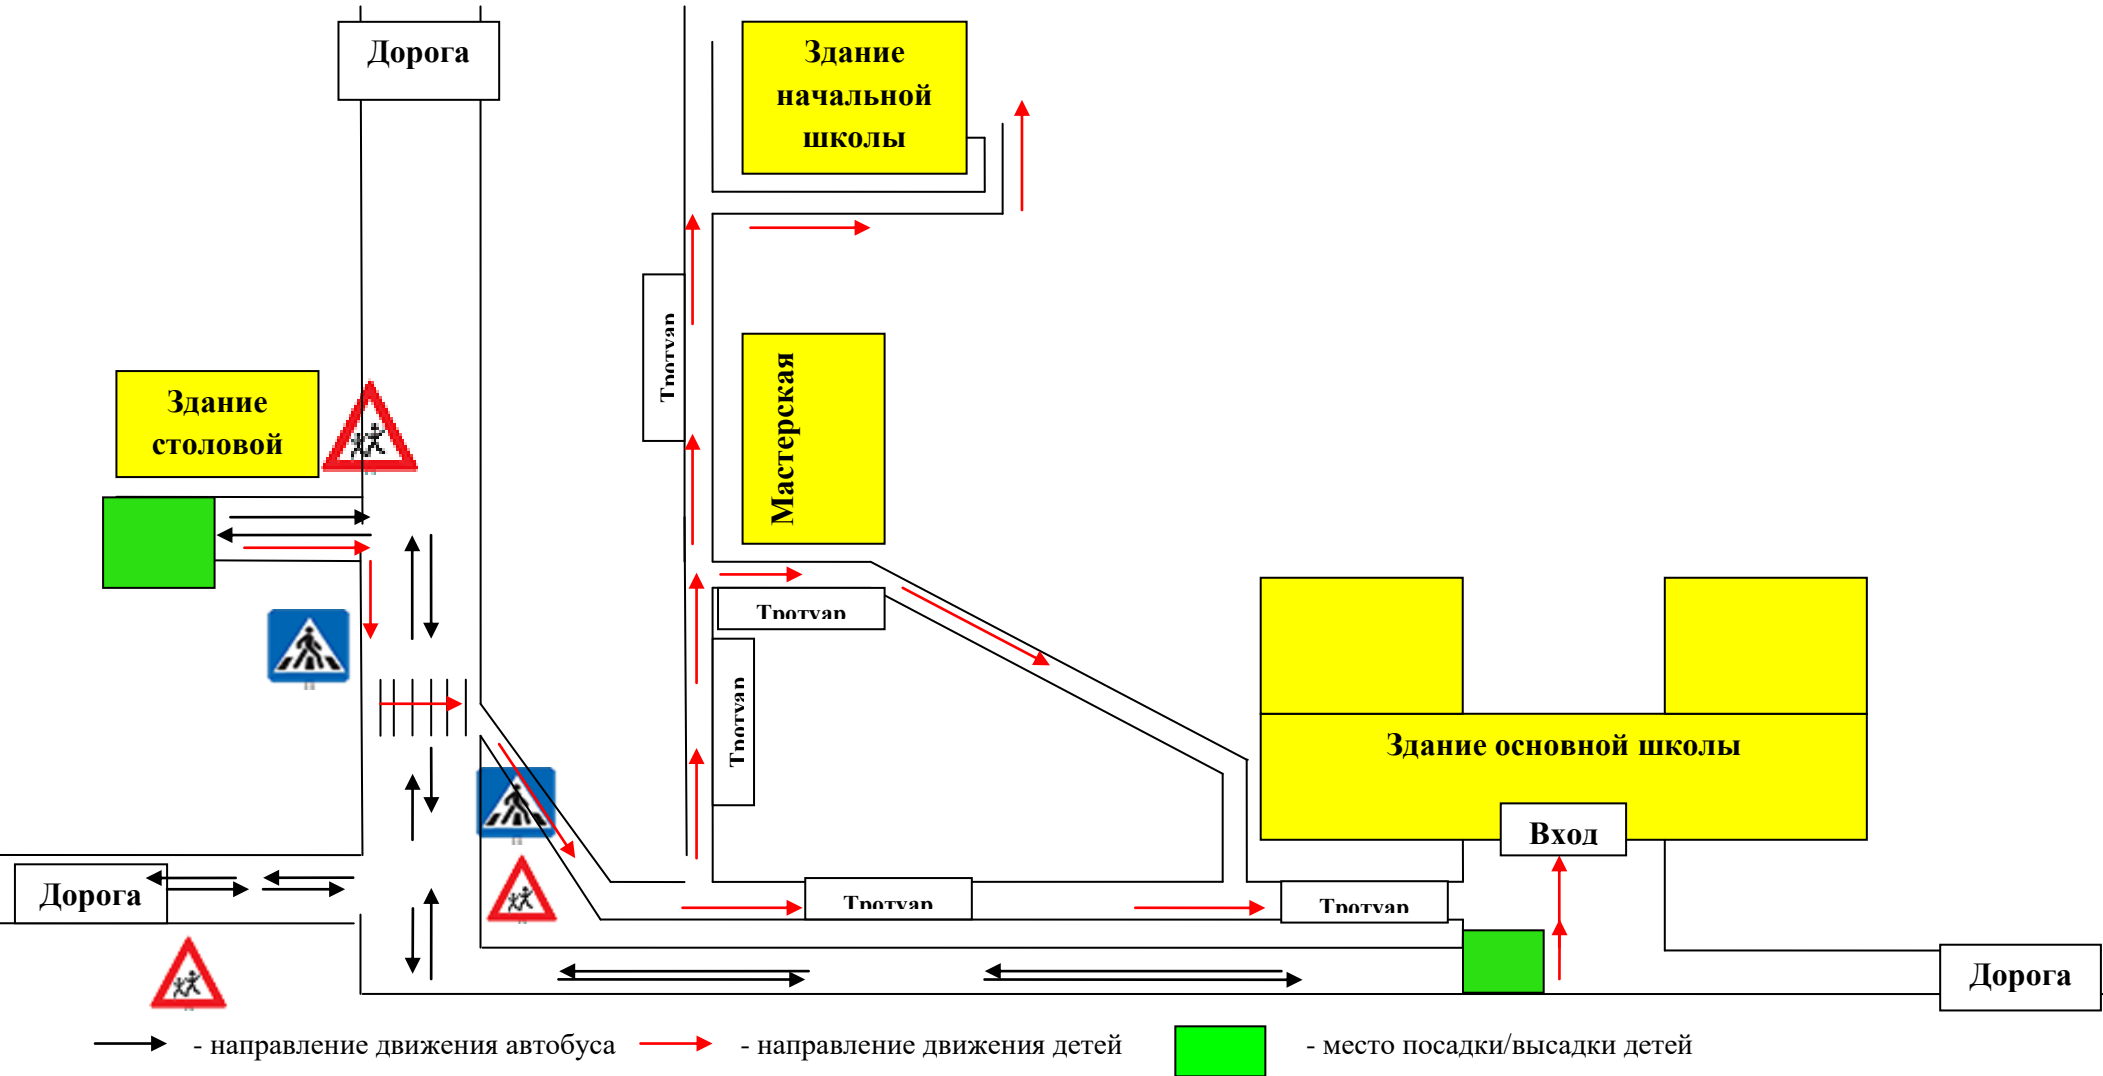 Дорога
Здание
начальной
школы
Тротуар
Здание
столовой
Мастерская
Тротуар
Тротуар
Здание основной школы
Вход
Дорога
Тротуар
Тротуар
Дорога
- направление движения автобуса
- направление движения детей
- место посадки/высадки детей